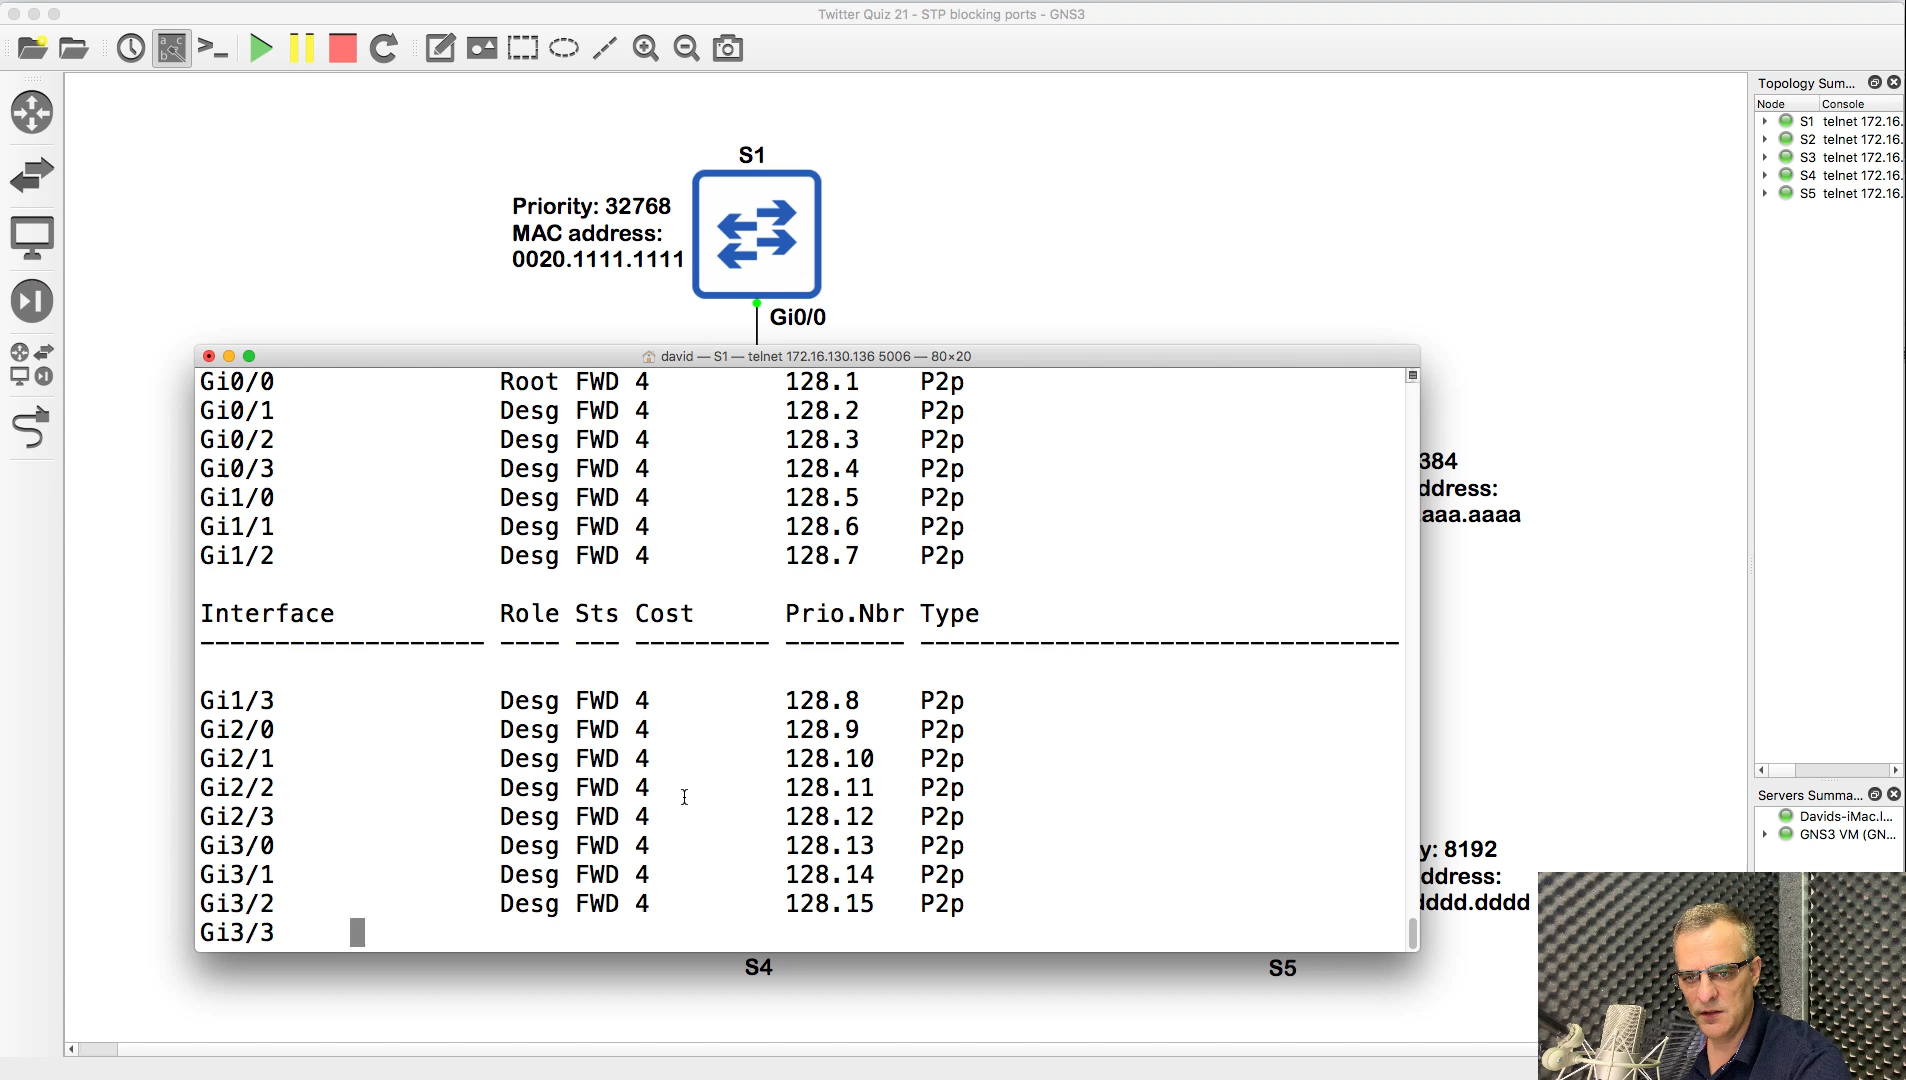 Twitter Quiz 21 - STP blocking ports - GNS3
Topology Sum...
Node Console
S1 telnet 172.16.
S2 telnet 172.16.
S3 telnet 172.16.
S4 telnet 172.16.
S5 telnet 172.16.
S1
Priority: 32768
MAC address:
0020.1111.1111
Gi0/0
david — S1 — telnet 172.16.130.136 5006 — 80×20
Gi0/0 Root FWD 4 128.1 P2p
Gi0/1 Desg FWD 4 128.2 P2p
Gi0/2 Desg FWD 4 128.3 P2p
Gi0/3 Desg FWD 4 128.4 P2p
Gi1/0 Desg FWD 4 128.5 P2p
Gi1/1 Desg FWD 4 128.6 P2p
Gi1/2 Desg FWD 4 128.7 P2p
Interface Role Sts Cost Prio.Nbr Type
------------------- ---- --- --------- -------- --------------------------------
Gi1/3 Desg FWD 4 128.8 P2p
Gi2/0 Desg FWD 4 128.9 P2p
Gi2/1 Desg FWD 4 128.10 P2p
Gi2/2 Desg FWD 4 128.11 P2p
Gi2/3 Desg FWD 4 128.12 P2p
Gi3/0 Desg FWD 4 128.13 P2p
Gi3/1 Desg FWD 4 128.14 P2p
Gi3/2 Desg FWD 4 128.15 P2p
Gi3/3
384
ddress:
aaa.aaaa
y: 8192
ddress:
dddd.dddd
S4
S5
Servers Summa...
Davids-iMac.l...
GNS3 VM (GN...